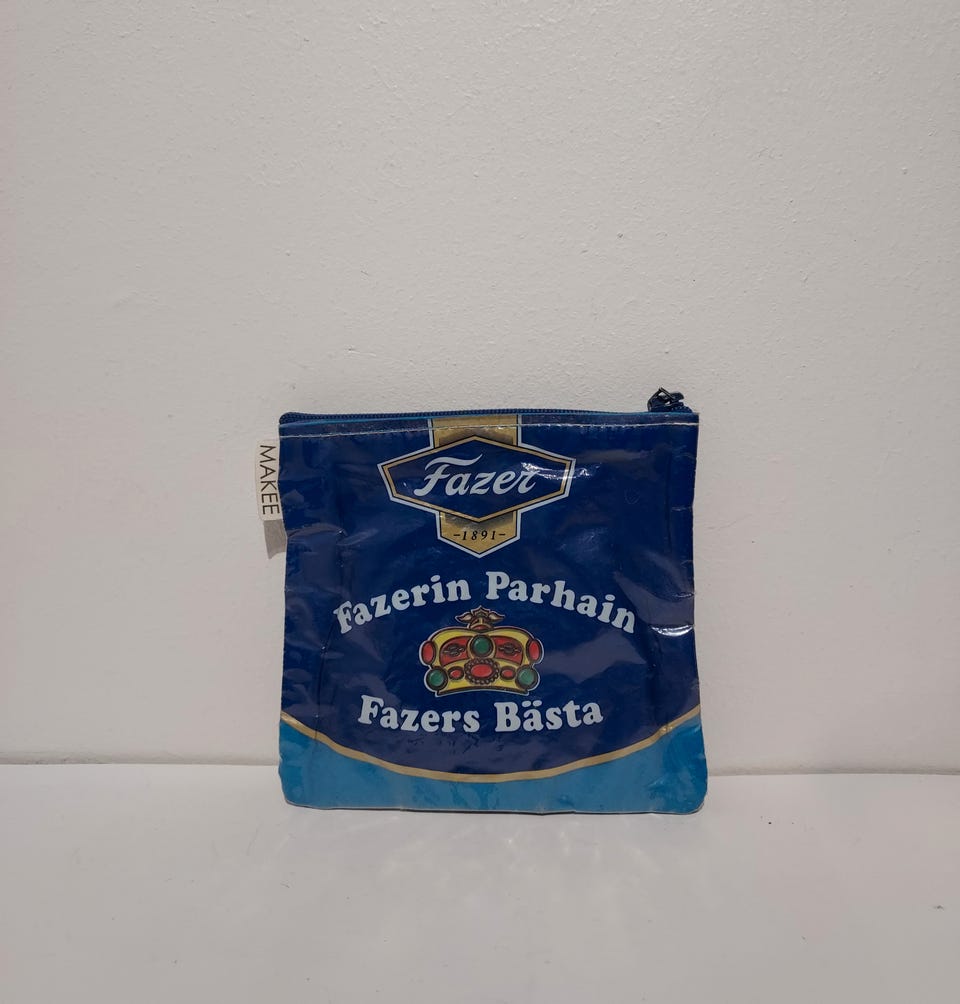 Fazer
-1891-
Fazerin Parhain
Fazers Bästa
MAKEE